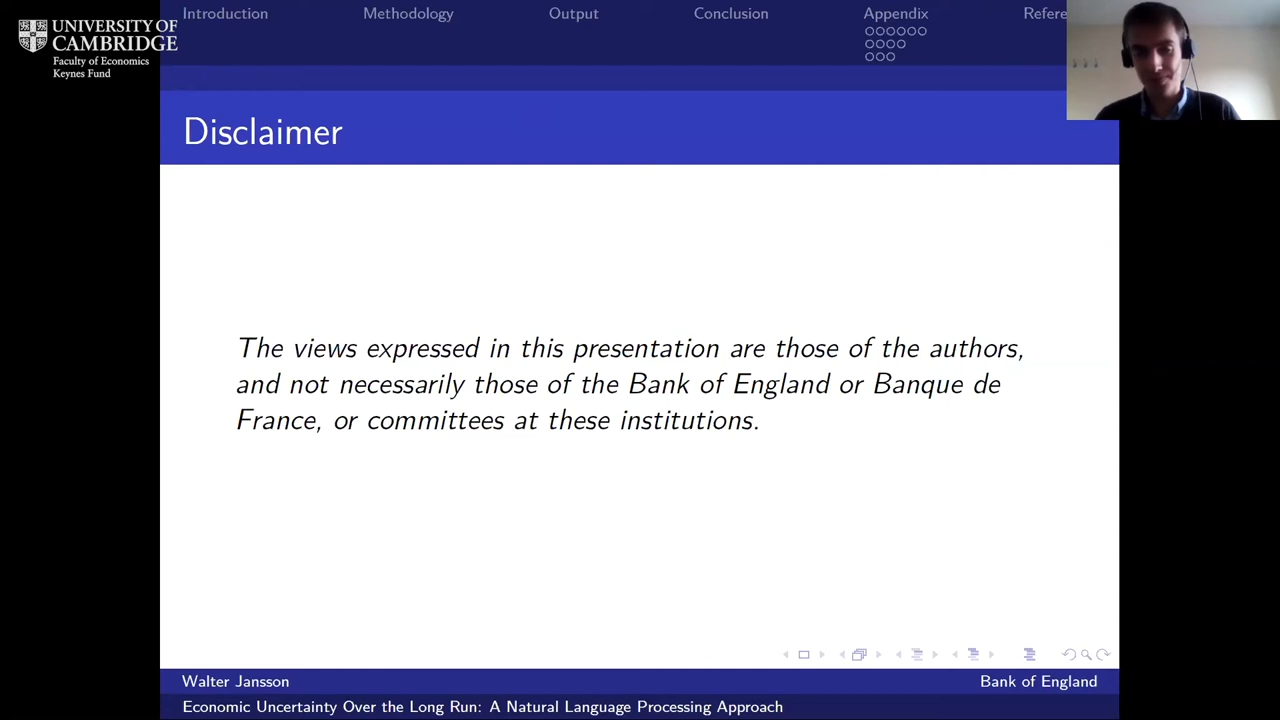 UNIVERSITY OF
CAMBRIDGE
Faculty of Economics
Keynes Fund
Introduction Methodology Output Conclusion Appendix Refere
Disclaimer
The views expressed in this presentation are those of the authors,
and not necessarily those of the Bank of England or Banque de
France, or committees at these institutions.
Walter Jansson Bank of England
Economic Uncertainty Over the Long Run: A Natural Language Processing Approach